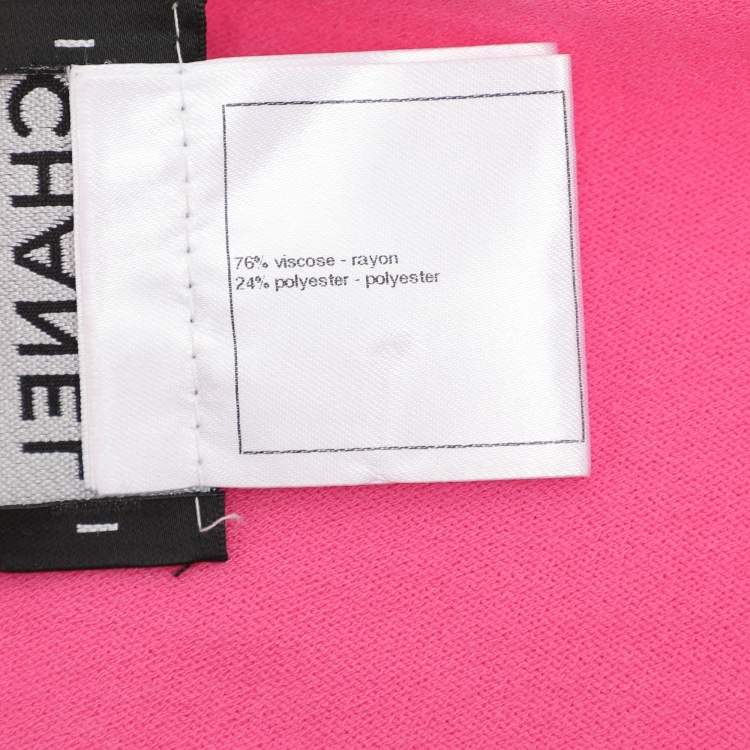 CHANEL
76% viscose - rayon
24% polyester - polyester